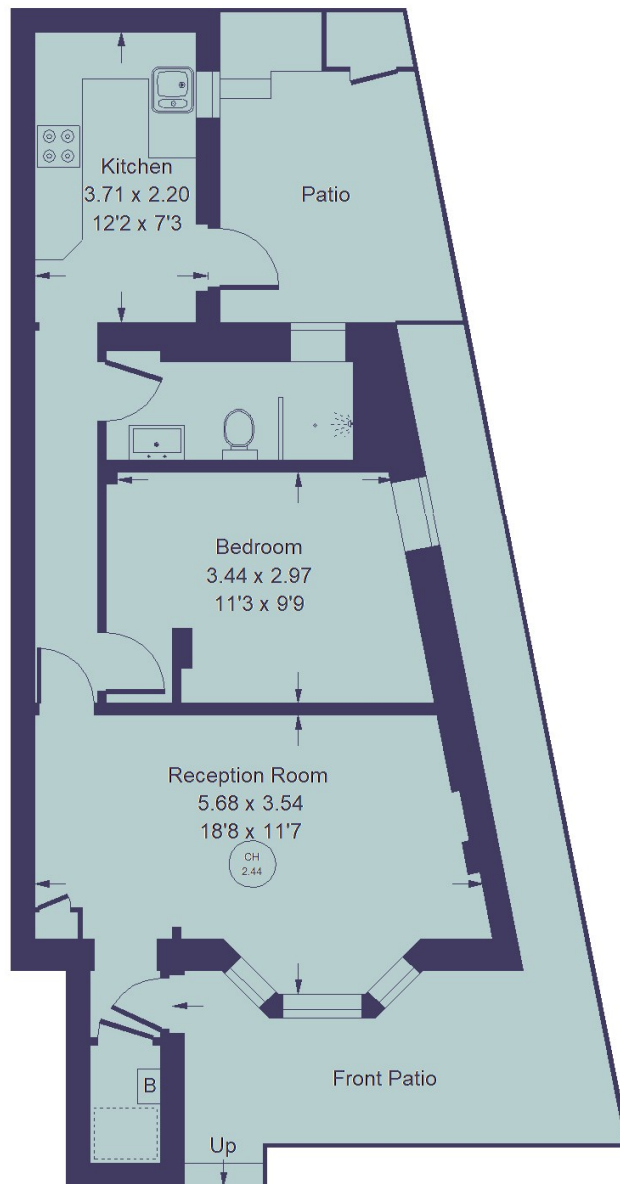 Kitchen
3.71 x 2.20
12'2 x 7'3
Patio
Bedroom
3.44 x 2.97
11'3 x 9'9
Reception Room
5.68 x 3.54
18'8 x 11'7
CH
2.44
B
Front Patio
Up